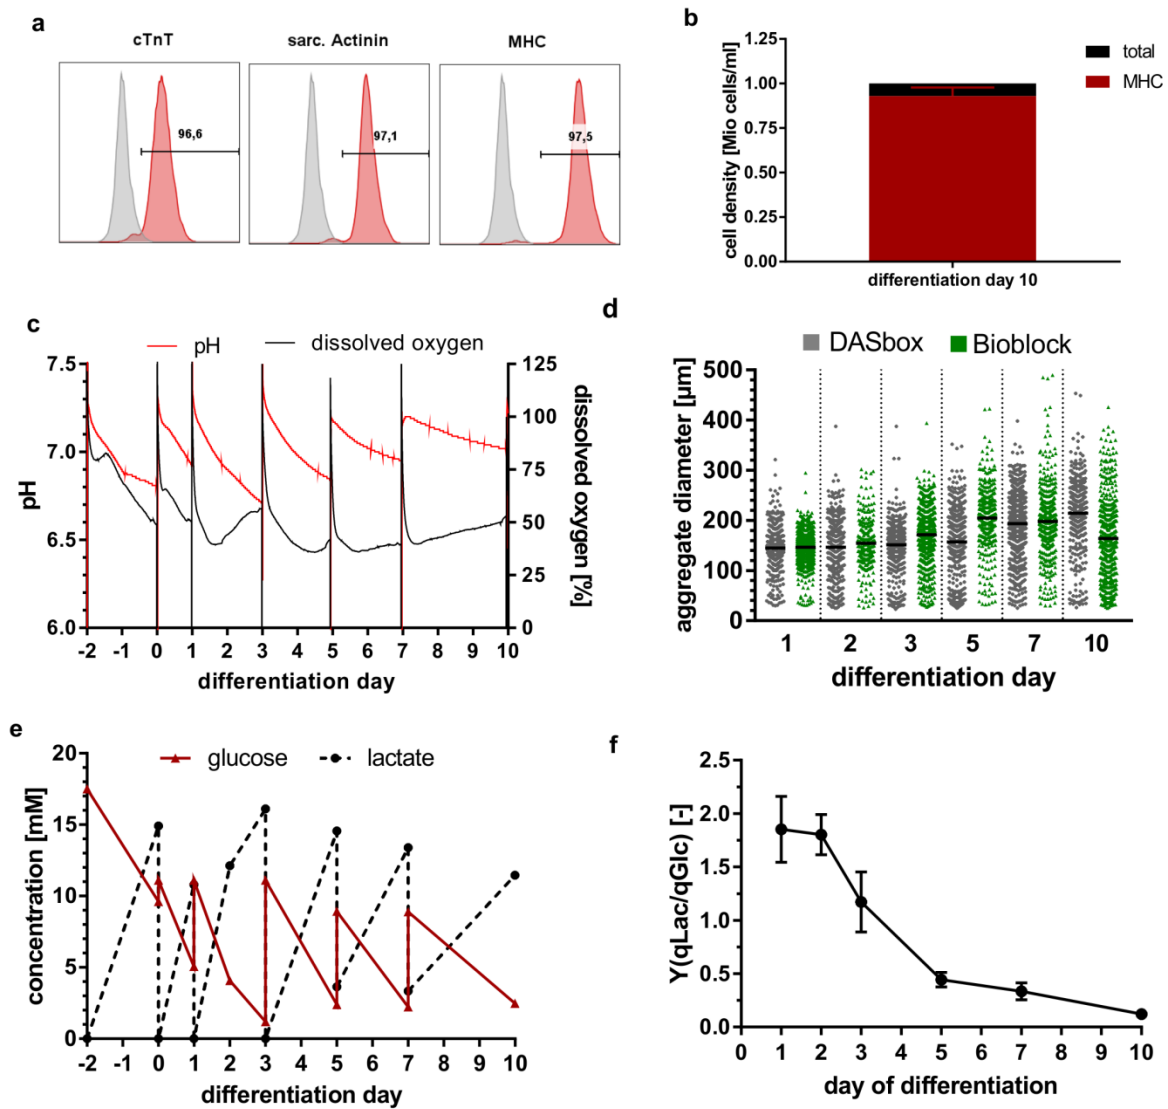 a
cTnT
sarc. Actinin
MHC
96,6
97,1
97,5
b
cell density [Mio cells/ml]
1.25
1.00
0.75
0.50
0.25
0.00
differentiation day 10
total
MHC
c
pH
dissolved oxygen
pH
7.5
7.0
6.5
6.0
125
100
75
50
25
0
dissolved oxygen [%]
-2 -1 0 1 2 3 4 5 6 7 8 9 10
differentiation day
d
DASbox
Bioblock
aggregate diameter [µm]
500
400
300
200
100
0
1 2 3 5 7 10
differentiation day
e
glucose
lactate
concentration [mM]
20
15
10
5
0
-2 -1 0 1 2 3 4 5 6 7 8 9 10
differentiation day
f
Y(qLac/qGlc) [-]
2.5
2.0
1.5
1.0
0.5
0.0
0 1 2 3 4 5 6 7 8 9 10
day of differentiation